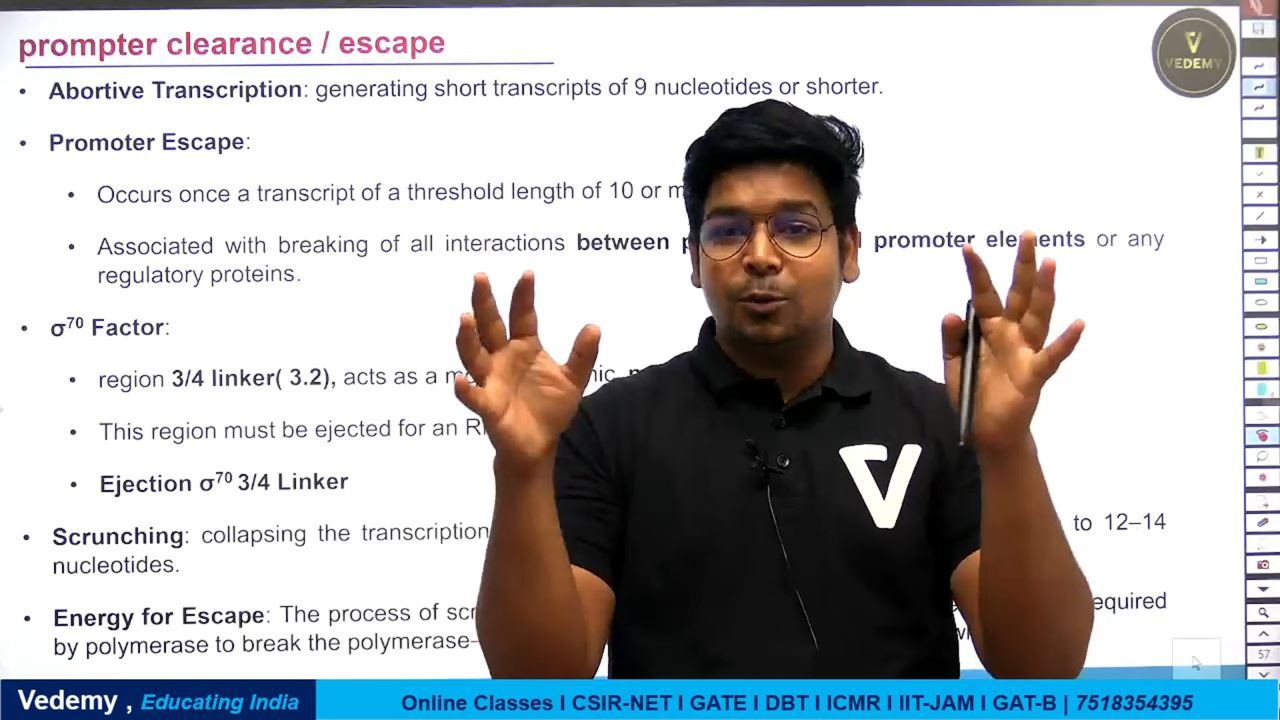 prompter clearance / escape
VEDEMY
• Abortive Transcription: generating short transcripts of 9 nucleotides or shorter.
• Promoter Escape:
• Occurs once a transcript of a threshold length of 10 or
• Associated with breaking of all interactions between promoter elements or any
regulatory proteins.
• σ⁷⁰ Factor:
• region 3/4 linker( 3.2), acts as a
• This region must be ejected for an
• Ejection σ⁷⁰ 3/4 Linker
• Scrunching: collapsing the transcription to 12–14
nucleotides.
• Energy for Escape: The process of equired
by polymerase to break the polymerase–
57
Vedemy , Educating India
Online Classes I CSIR-NET I GATE I DBT I ICMR I IIT-JAM I GAT-B | 7518354395